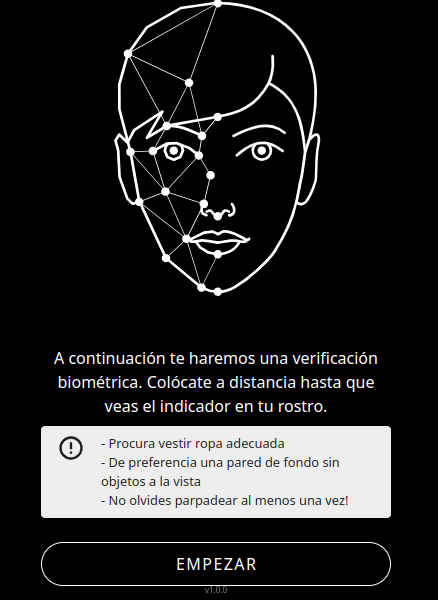 A continuación te haremos una verificación
biométrica. Colócate a distancia hasta que
veas el indicador en tu rostro.
- Procura vestir ropa adecuada
- De preferencia una pared de fondo sin
objetos a la vista
- No olvides parpadear al menos una vez!
EMPEZAR
v1.0.0